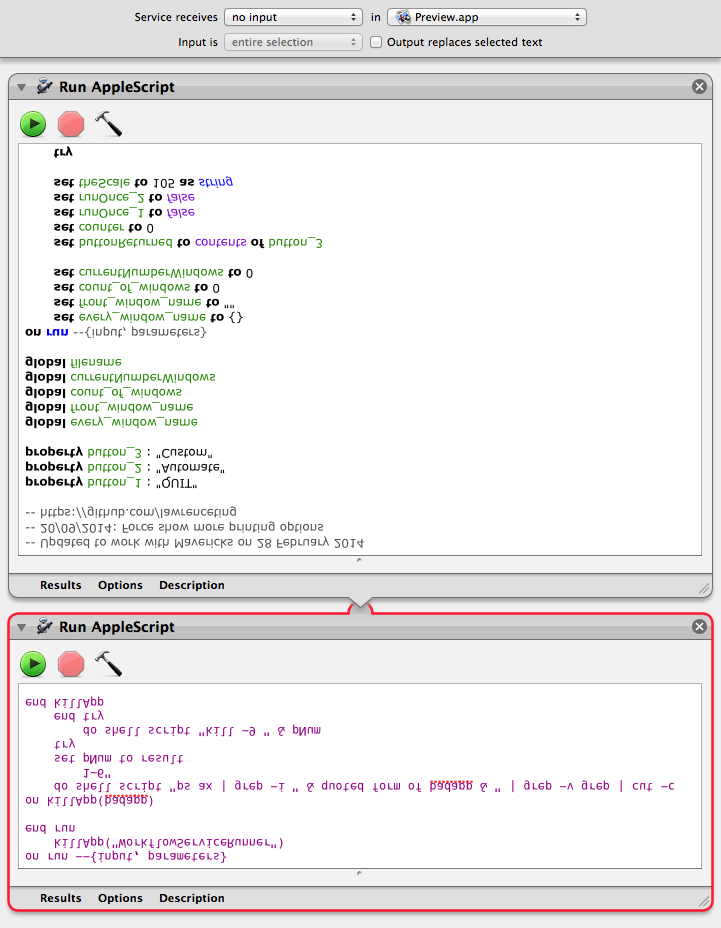 Service receives no input in Preview.app
Input is entire selection Output replaces selected text
Run AppleScript
-- Updated to work with Mavericks on 28 February 2014
-- 20/09/2014: Force show more printing options
-- https://github.com/lawrenceting
property button_1 : "QUIT"
property button_2 : "Automate"
property button_3 : "Custom"
global every_window_name
global front_window_name
global count_of_windows
global currentNumberWindows
global filename
on run --{input, parameters}
set every_window_name to {}
set front_window_name to ""
set count_of_windows to 0
set currentNumberWindows to 0
set buttonReturned to contents of button_3
set counter to 0
set runOnce_1 to false
set runOnce_2 to false
set theScale to 105 as string
try
Results Options Description
Run AppleScript
on run --{input, parameters}
killApp("WorkflowServiceRunner")
end run
on killApp(badapp)
do shell script "ps ax | grep -i " & quoted form of badapp & " | grep -v grep | cut -c
1-6"
set pNum to result
try
do shell script "kill -9 " & pNum
end try
end killApp
Results Options Description